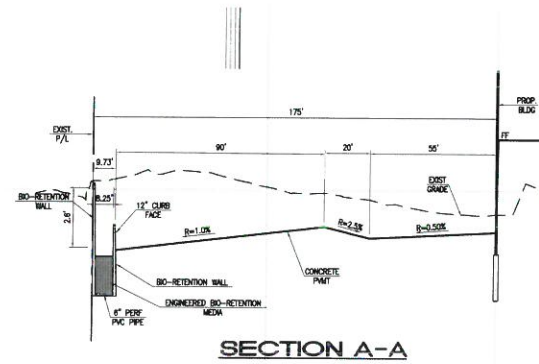 175'
PROP.
BLDG
EXIST.
P/L
9.73'
90'
20'
55'
FF
8.25'
BIO-RETENTION
WALL
12" CURB
FACE
EXIST
GRADE
2.6'
R=1.0%
R=2.5%
R=0.50%
CONCRETE
PVMT
BIO-RETENTION WALL
ENGINEERED BIO-RETENTION
MEDIA
6" PERF
PVC PIPE
SECTION A-A